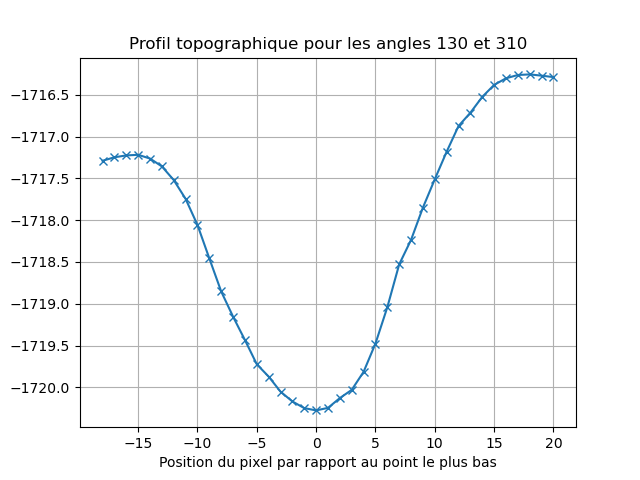 Profil topographique pour les angles 130 et 310
−1716.5
−1717.0
−1717.5
−1718.0
−1718.5
−1719.0
−1719.5
−1720.0
−15 −10 −5 0 5 10 15 20
Position du pixel par rapport au point le plus bas